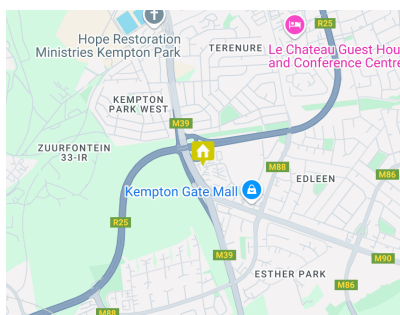 Hope Restoration
Ministries Kempton Park
TERENURE
R25
Le Chateau Guest Hou
and Conference Centre
KEMPTON
PARK WEST
M39
ZUURFONTEIN
33-IR
M88
EDLEEN
M86
Kempton Gate Mall
R25
M39
M90
ESTHER PARK
M86
M88